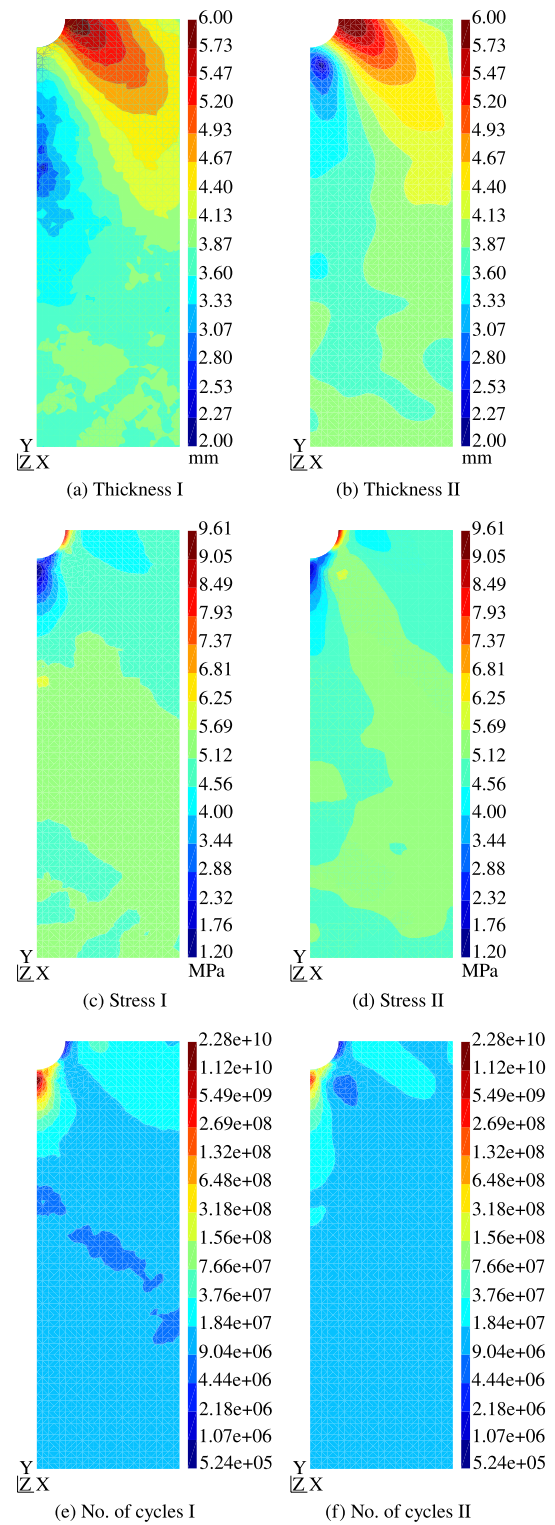 6.00
5.73
5.47
5.20
4.93
4.67
4.40
4.13
3.87
3.60
3.33
3.07
2.80
2.53
2.27
2.00
mm
Y
Z X
(a) Thickness I
6.00
5.73
5.47
5.20
4.93
4.67
4.40
4.13
3.87
3.60
3.33
3.07
2.80
2.53
2.27
2.00
mm
Y
Z X
(b) Thickness II
9.61
9.05
8.49
7.93
7.37
6.81
6.25
5.69
5.12
4.56
4.00
3.44
2.88
2.32
1.76
1.20
MPa
Y
Z X
(c) Stress I
9.61
9.05
8.49
7.93
7.37
6.81
6.25
5.69
5.12
4.56
4.00
3.44
2.88
2.32
1.76
1.20
MPa
Y
Z X
(d) Stress II
2.28e+10
1.12e+10
5.49e+09
2.69e+08
1.32e+08
6.48e+08
3.18e+08
1.56e+08
7.66e+07
3.76e+07
1.84e+07
9.04e+06
4.44e+06
2.18e+06
1.07e+06
5.24e+05
Y
Z X
(e) No. of cycles I
2.28e+10
1.12e+10
5.49e+09
2.69e+08
1.32e+08
6.48e+08
3.18e+08
1.56e+08
7.66e+07
3.76e+07
1.84e+07
9.04e+06
4.44e+06
2.18e+06
1.07e+06
5.24e+05
Y
Z X
(f) No. of cycles II